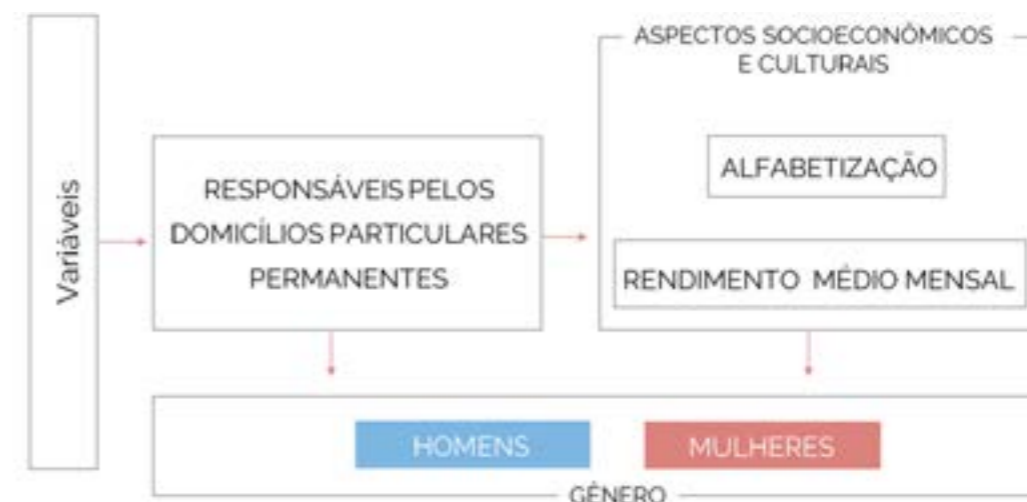 Variáveis
RESPONSÁVEIS PELOS
DOMICÍLIOS PARTICULARES
PERMANENTES
ASPECTOS SOCIOECONÔMICOS
E CULTURAIS
ALFABETIZAÇÃO
RENDIMENTO MÉDIO MENSAL
HOMENS
MULHERES
GÊNERO